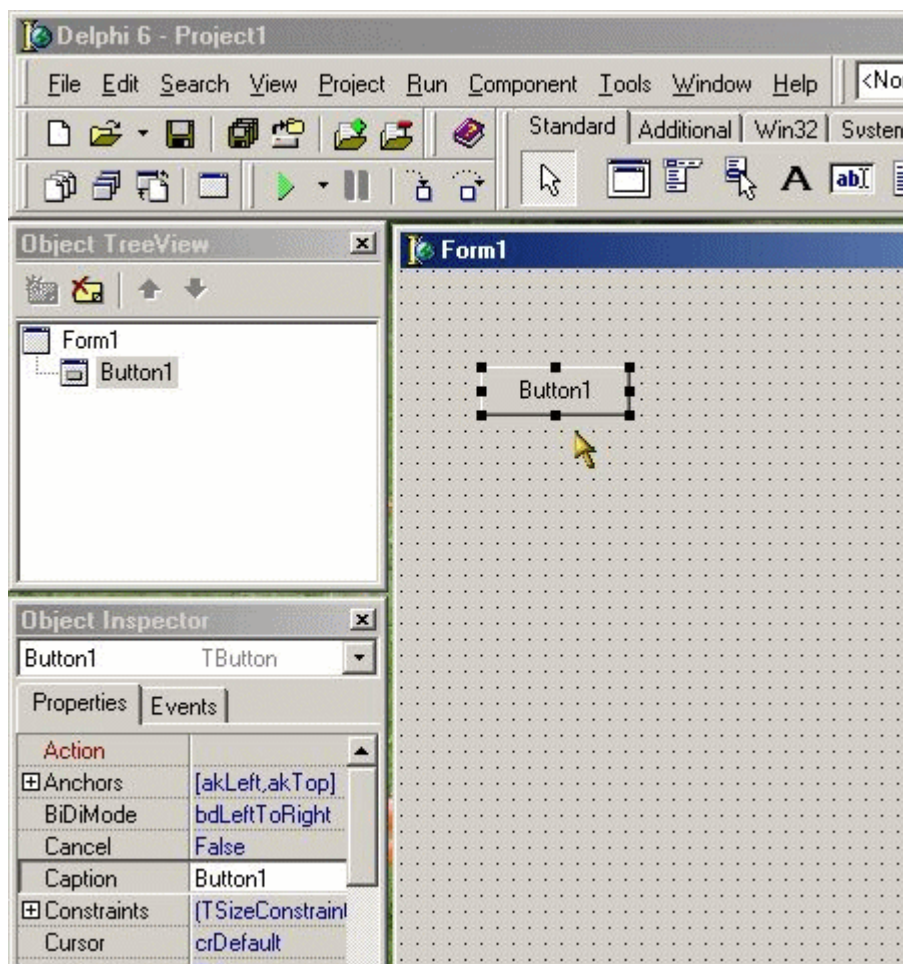 Delphi 6 - Project1
File Edit Search View Project Run Component Tools Window Help
Standard Additional Win32
A ab
Object TreeView
Form1
Form1
Button1
Button1
Object Inspector
Button1 TButton
Properties Events
Action
Anchors [akLeft,akTop]
BiDiMode bdLeftToRight
Cancel False
Caption Button1
Constraints (TSizeConstraint
Cursor crDefault